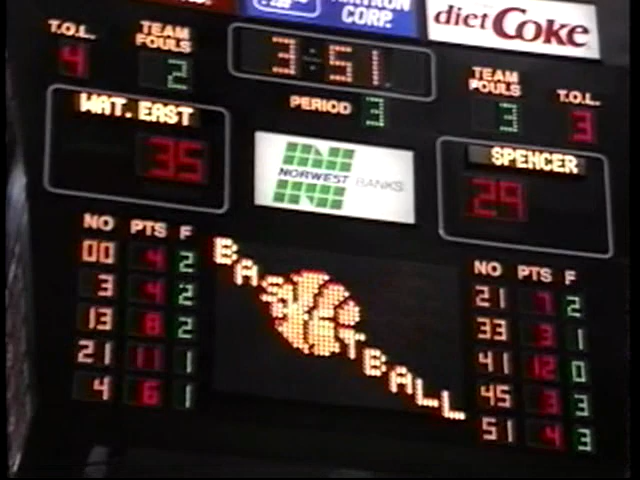 CORP.
diet Coke
T.O.L. TEAM FOULS 3:51 TEAM FOULS T.O.L.
4 2 PERIOD 3 3 3
WAT. EAST SPENCER
35 NORWEST BANKS 29
NO PTS F NO PTS F
00 4 2 21 7 2
3 4 2 33 3 1
13 8 2 41 12 0
21 11 1 45 3 3
4 6 1 51 4 3
BASKETBALL